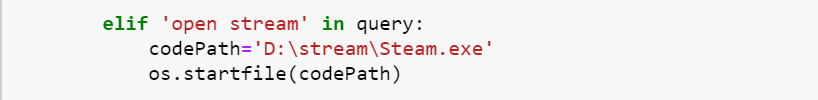 elif 'open stream' in query:
codePath='D:\stream\Steam.exe'
os.startfile(codePath)